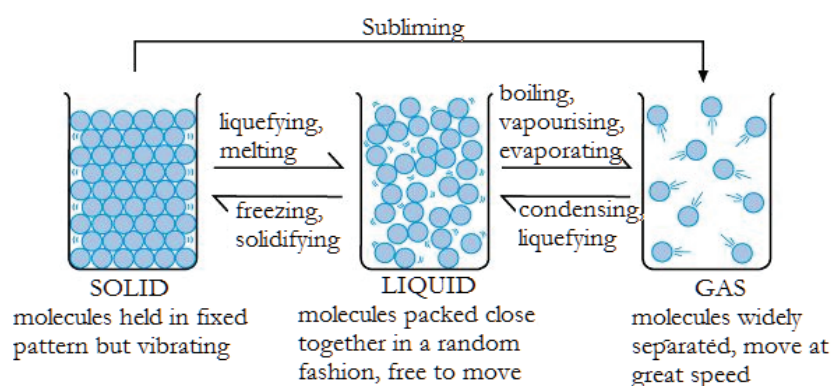 Subliming
liquefying,
melting
freezing,
solidifying
boiling,
vapourising,
evaporating
condensing,
liquefying
SOLID
molecules held in fixed
pattern but vibrating
LIQUID
molecules packed close
together in a random
fashion, free to move
GAS
molecules widely
separated, move at
great speed